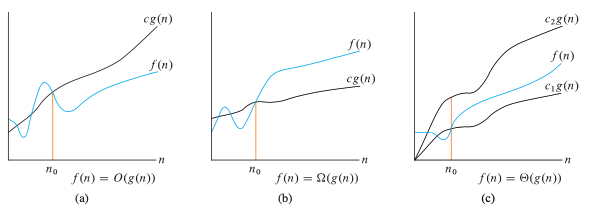 cg(n)
f(n)
n
n₀
f(n) = O(g(n))
(a)
f(n)
cg(n)
n
n₀
f(n) = Ω(g(n))
(b)
c₂g(n)
f(n)
c₁g(n)
n
n₀
f(n) = Θ(g(n))
(c)